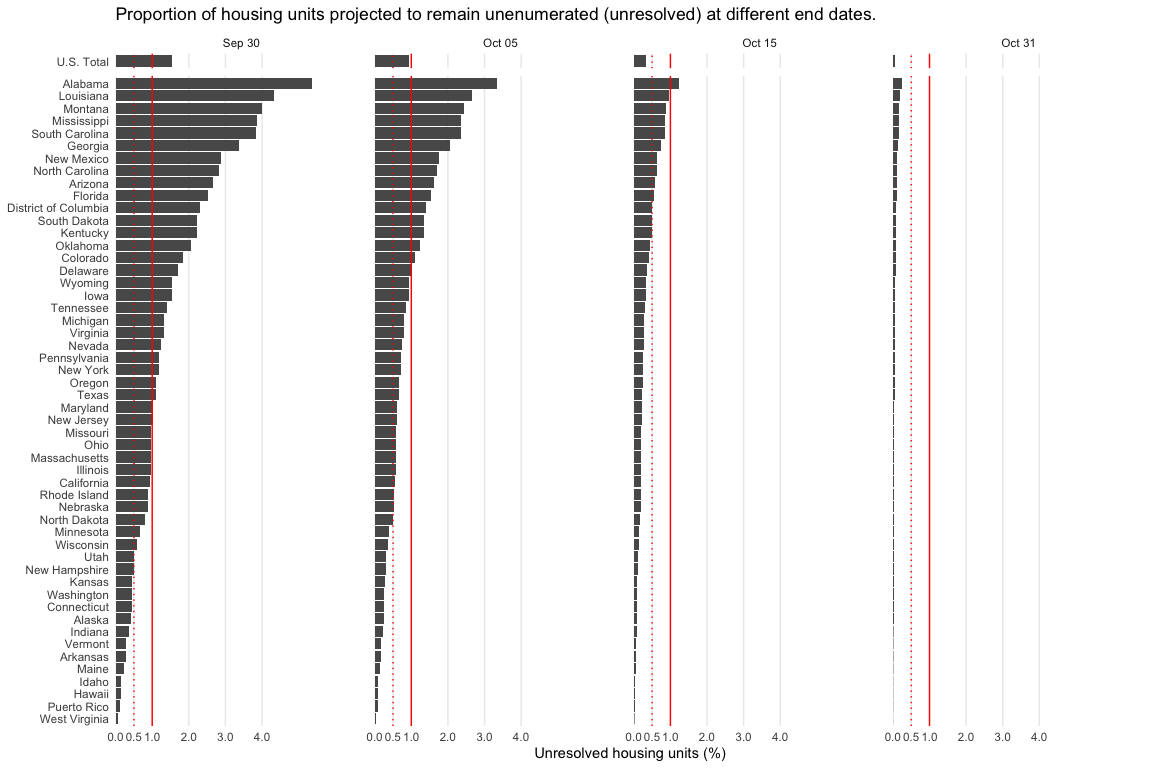 Proportion of housing units projected to remain unenumerated (unresolved) at different end dates.
Sep 30 Oct 05 Oct 15 Oct 31
U.S. Total
Alabama
Louisiana
Montana
Mississippi
South Carolina
Georgia
New Mexico
North Carolina
Arizona
Florida
District of Columbia
South Dakota
Kentucky
Oklahoma
Colorado
Delaware
Wyoming
Iowa
Tennessee
Michigan
Virginia
Nevada
Pennsylvania
New York
Oregon
Texas
Maryland
New Jersey
Missouri
Ohio
Massachusetts
Illinois
California
Rhode Island
Nebraska
North Dakota
Minnesota
Wisconsin
Utah
New Hampshire
Kansas
Washington
Connecticut
Alaska
Indiana
Vermont
Arkansas
Maine
Idaho
Hawaii
Puerto Rico
West Virginia
0.0 0.5 1.0 2.0 3.0 4.0 0.0 0.5 1.0 2.0 3.0 4.0 0.0 0.5 1.0 2.0 3.0 4.0 0.0 0.5 1.0 2.0 3.0 4.0
Unresolved housing units (%)